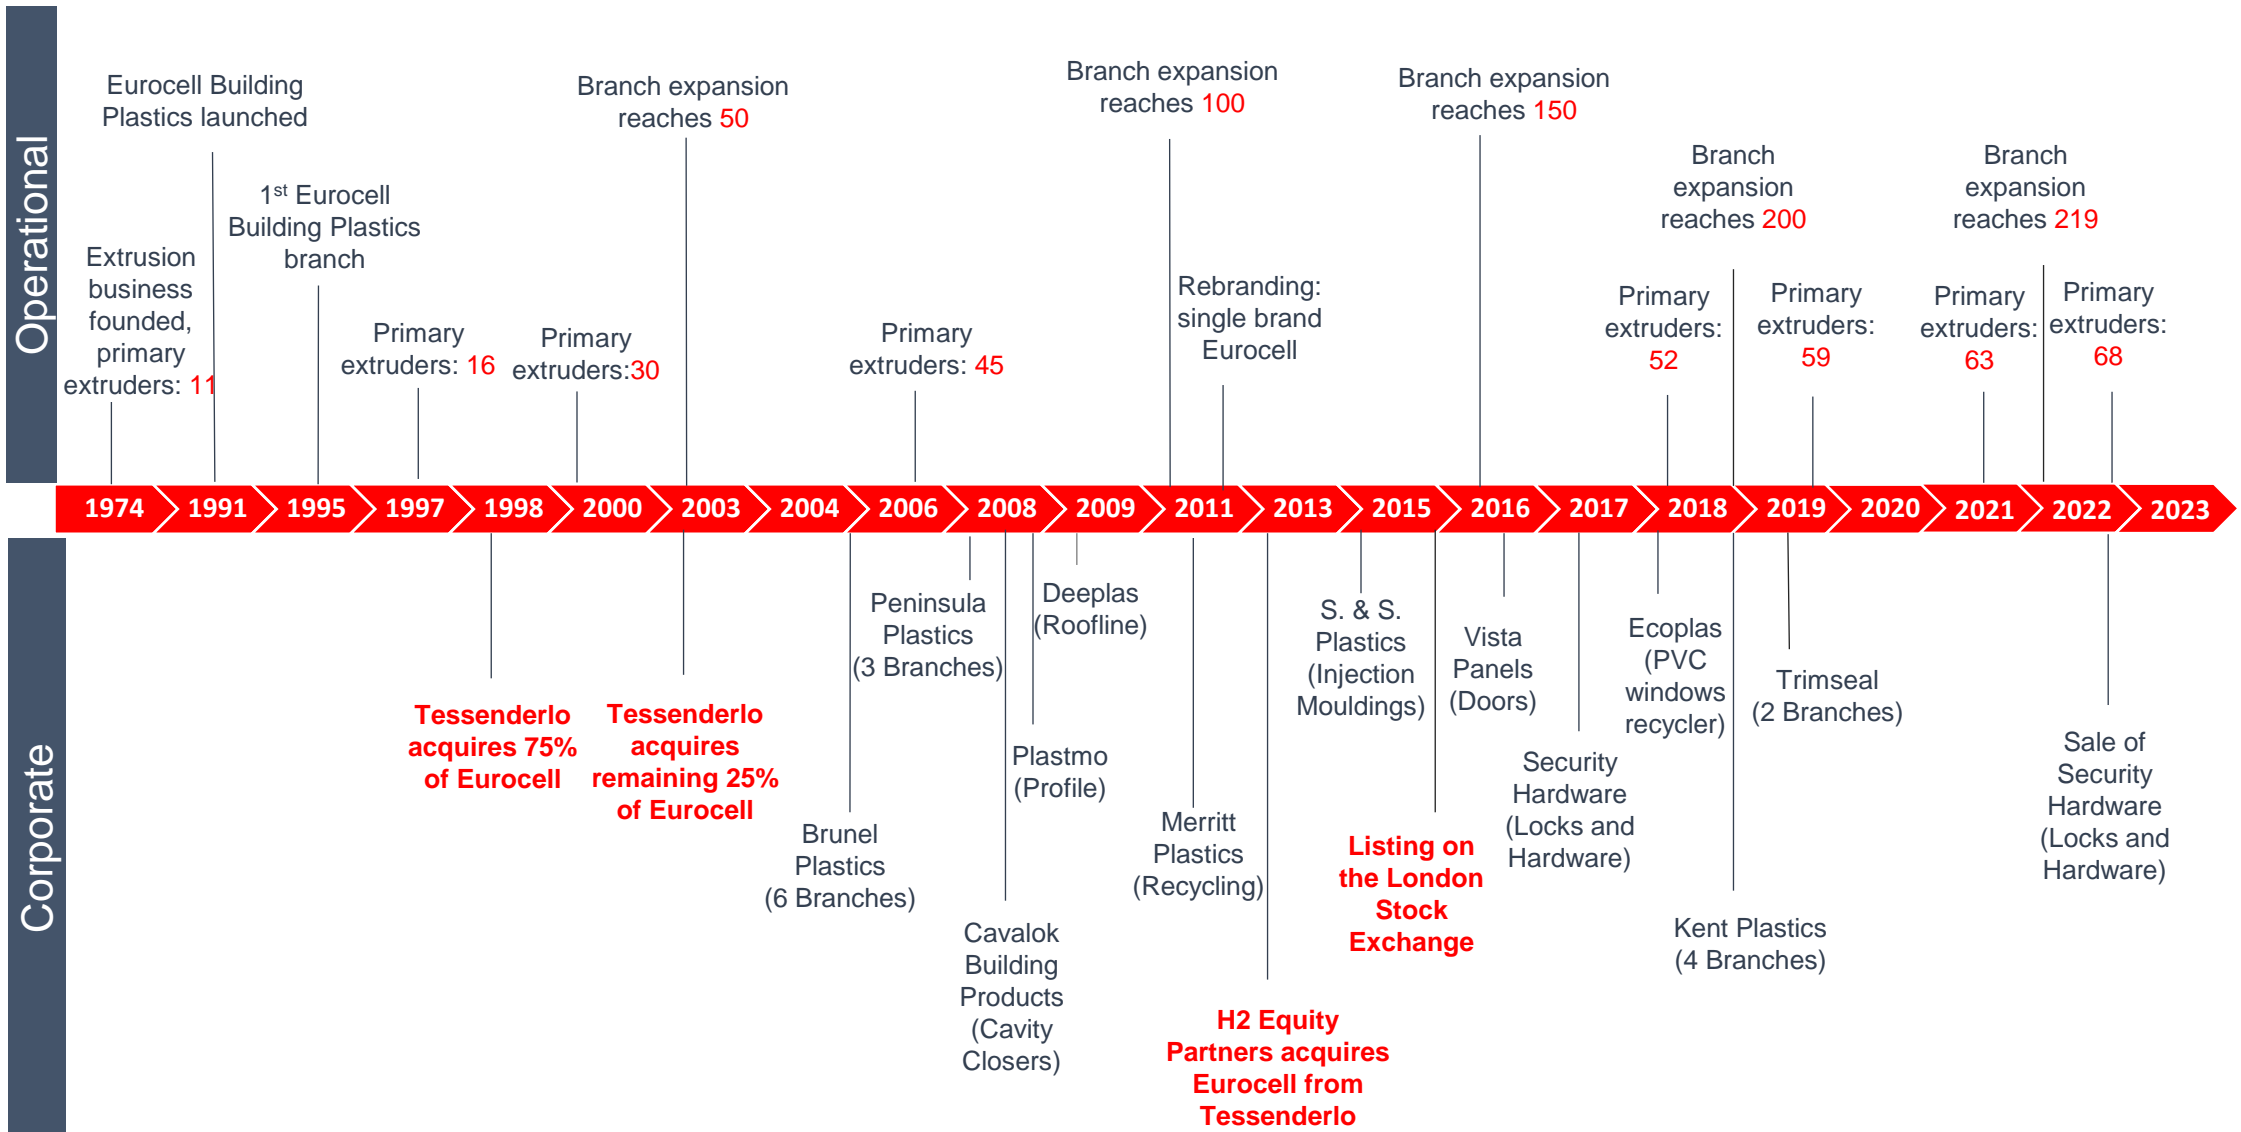 Operational
Eurocell Building
Plastics launched
Branch expansion
reaches 50
Branch expansion
reaches 100
Branch expansion
reaches 150
Branch
expansion
reaches 200
Branch
expansion
reaches 219
1st Eurocell
Building Plastics
branch
Extrusion
business
founded,
primary
extruders: 11
Primary
extruders: 16
Primary
extruders:30
Primary
extruders: 45
Rebranding:
single brand
Eurocell
Primary
extruders:
52
Primary
extruders:
59
Primary
extruders:
63
Primary
extruders:
68
1974 1991 1995 1997 1998 2000 2003 2004 2006 2008 2009 2011 2013 2015 2016 2017 2018 2019 2020 2021 2022 2023
Corporate
Tessenderlo
acquires 75%
of Eurocell
Tessenderlo
acquires
remaining 25%
of Eurocell
Brunel
Plastics
(6 Branches)
Peninsula
Plastics
(3 Branches)
Cavalok
Building
Products
(Cavity
Closers)
Plastmo
(Profile)
Deeplas
(Roofline)
Merritt
Plastics
(Recycling)
H2 Equity
Partners acquires
Eurocell from
Tessenderlo
S. & S.
Plastics
(Injection
Mouldings)
Listing on
the London
Stock
Exchange
Vista
Panels
(Doors)
Security
Hardware
(Locks and
Hardware)
Ecoplas
(PVC
windows
recycler)
Kent Plastics
(4 Branches)
Trimseal
(2 Branches)
Sale of
Security
Hardware
(Locks and
Hardware)